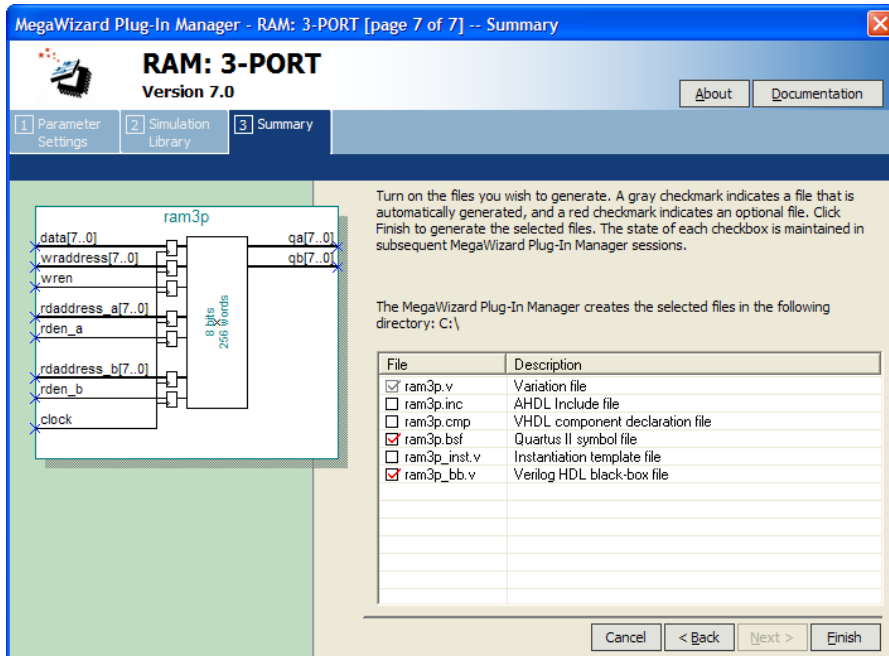 MegaWizard Plug-In Manager - RAM: 3-PORT [page 7 of 7] -- Summary
RAM: 3-PORT
Version 7.0
About
Documentation
1 Parameter Settings
2 Simulation Library
3 Summary
ram3p
data[7..0]
wraddress[7..0]
wren
rdaddress_a[7..0]
rden_a
rdaddress_b[7..0]
rden_b
clock
qa[7..0]
qb[7..0]
8 bits
256 words
Turn on the files you wish to generate. A gray checkmark indicates a file that is
automatically generated, and a red checkmark indicates an optional file. Click
Finish to generate the selected files. The state of each checkbox is maintained in
subsequent MegaWizard Plug-In Manager sessions.
The MegaWizard Plug-In Manager creates the selected files in the following
directory: C:\
File Description
ram3p.v Variation file
ram3p.inc AHDL Include file
ram3p.cmp VHDL component declaration file
ram3p.bsf Quartus II symbol file
ram3p_inst.v Instantiation template file
ram3p_bb.v Verilog HDL black-box file
Cancel
< Back
Next >
Finish